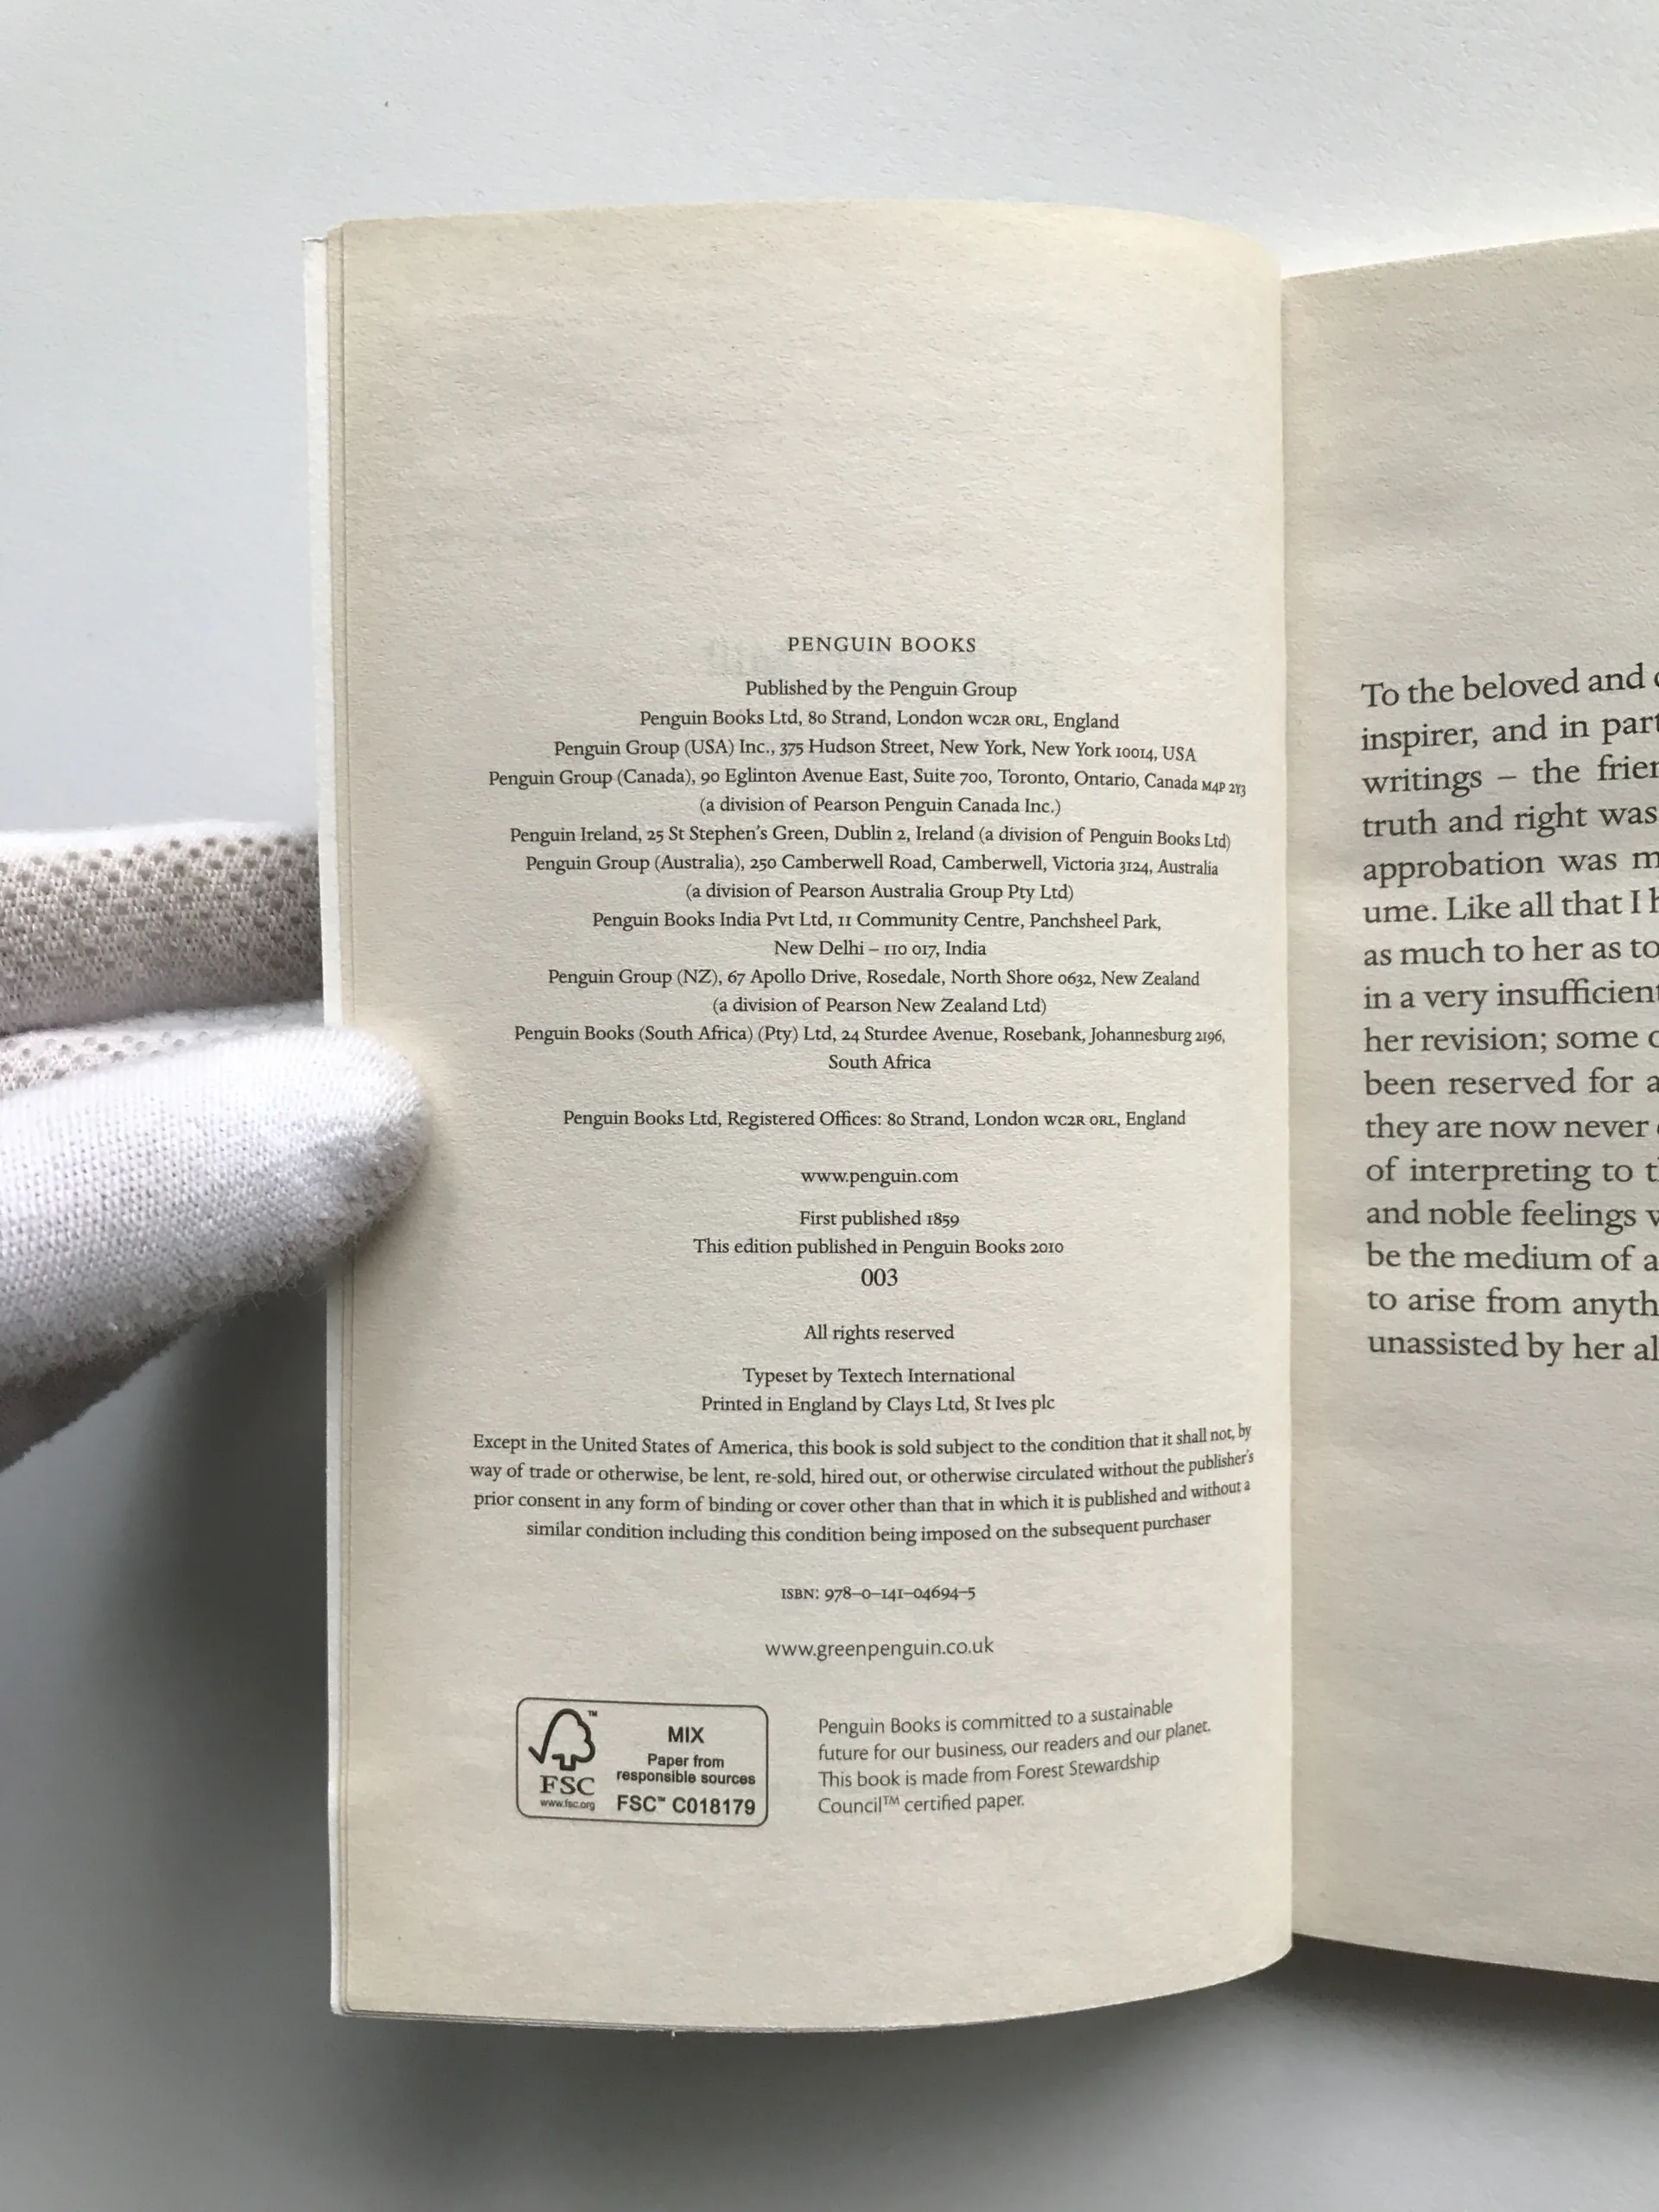 PENGUIN BOOKS
Published by the Penguin Group
Penguin Books Ltd, 80 Strand, London WC2R 0RL, England
Penguin Group (USA) Inc., 375 Hudson Street, New York, New York 10014, USA
Penguin Group (Canada), 90 Eglinton Avenue East, Suite 700, Toronto, Ontario, Canada M4P 2Y3
(a division of Pearson Penguin Canada Inc.)
Penguin Ireland, 25 St Stephen's Green, Dublin 2, Ireland (a division of Penguin Books Ltd)
Penguin Group (Australia), 250 Camberwell Road, Camberwell, Victoria 3124, Australia
(a division of Pearson Australia Group Pty Ltd)
Penguin Books India Pvt Ltd, 11 Community Centre, Panchsheel Park,
New Delhi – 110 017, India
Penguin Group (NZ), 67 Apollo Drive, Rosedale, North Shore 0632, New Zealand
(a division of Pearson New Zealand Ltd)
Penguin Books (South Africa) (Pty) Ltd, 24 Sturdee Avenue, Rosebank, Johannesburg 2196,
South Africa
Penguin Books Ltd, Registered Offices: 80 Strand, London WC2R 0RL, England
www.penguin.com
First published 1859
This edition published in Penguin Books 2010
003
All rights reserved
Typeset by Textech International
Printed in England by Clays Ltd, St Ives plc
Except in the United States of America, this book is sold subject to the condition that it shall not, by
way of trade or otherwise, be lent, re-sold, hired out, or otherwise circulated without the publisher's
prior consent in any form of binding or cover other than that in which it is published and without a
similar condition including this condition being imposed on the subsequent purchaser
ISBN: 978-0-141-04694-5
www.greenpenguin.co.uk
FSC
www.fsc.org
MIX
Paper from
responsible sources
FSC™ C018179
Penguin Books is committed to a sustainable
future for our business, our readers and our planet.
This book is made from Forest Stewardship
Council™ certified paper.
To the beloved and
inspirer, and in part
writings – the
truth and right was
approbation was
ume. Like all that I
as much to her as to
in a very insufficient
her revision; some
been reserved for
they are now never
of interpreting to
and noble feelings
be the medium of
to arise from
unassisted by her